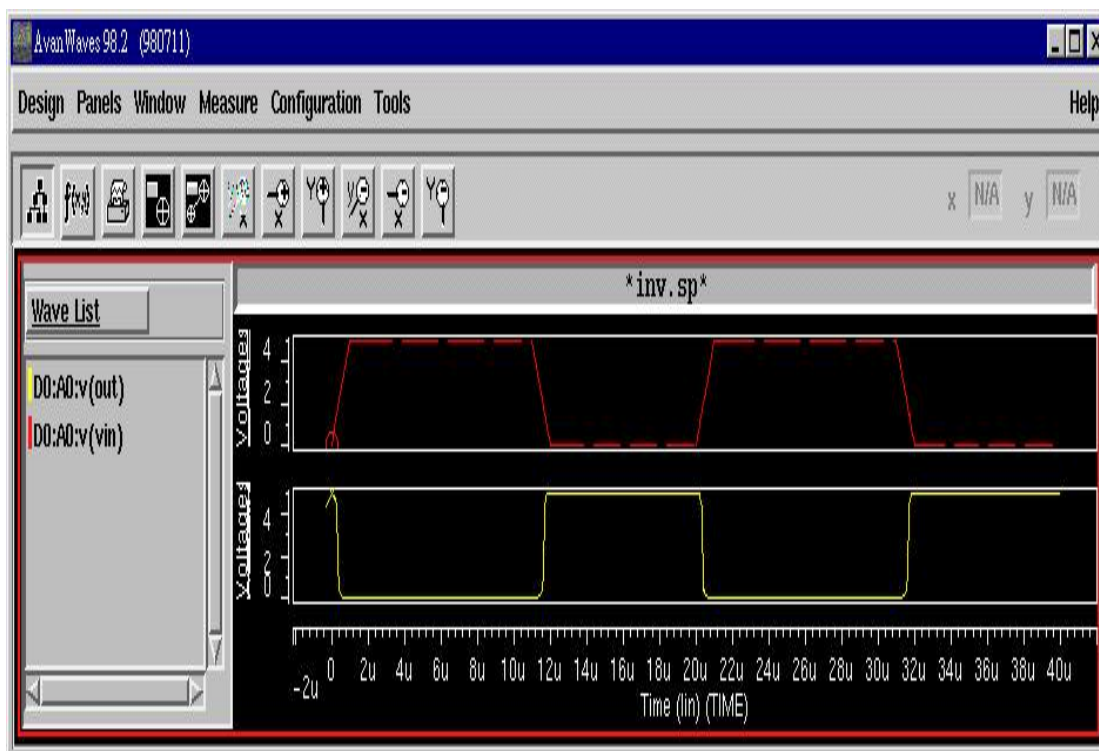 AvanWaves 98.2 (980711)
Design Panels Window Measure Configuration Tools Help
f(x,y) x Y y x x Y x N/A y N/A
*inv.sp*
Wave List
D0:A0:v(out)
D0:A0:v(vin)
Voltages
4
2
0
Voltages
4
2
0
-2u 0 2u 4u 6u 8u 10u 12u 14u 16u 18u 20u 22u 24u 26u 28u 30u 32u 34u 36u 38u 40u
Time (lin) (TIME)